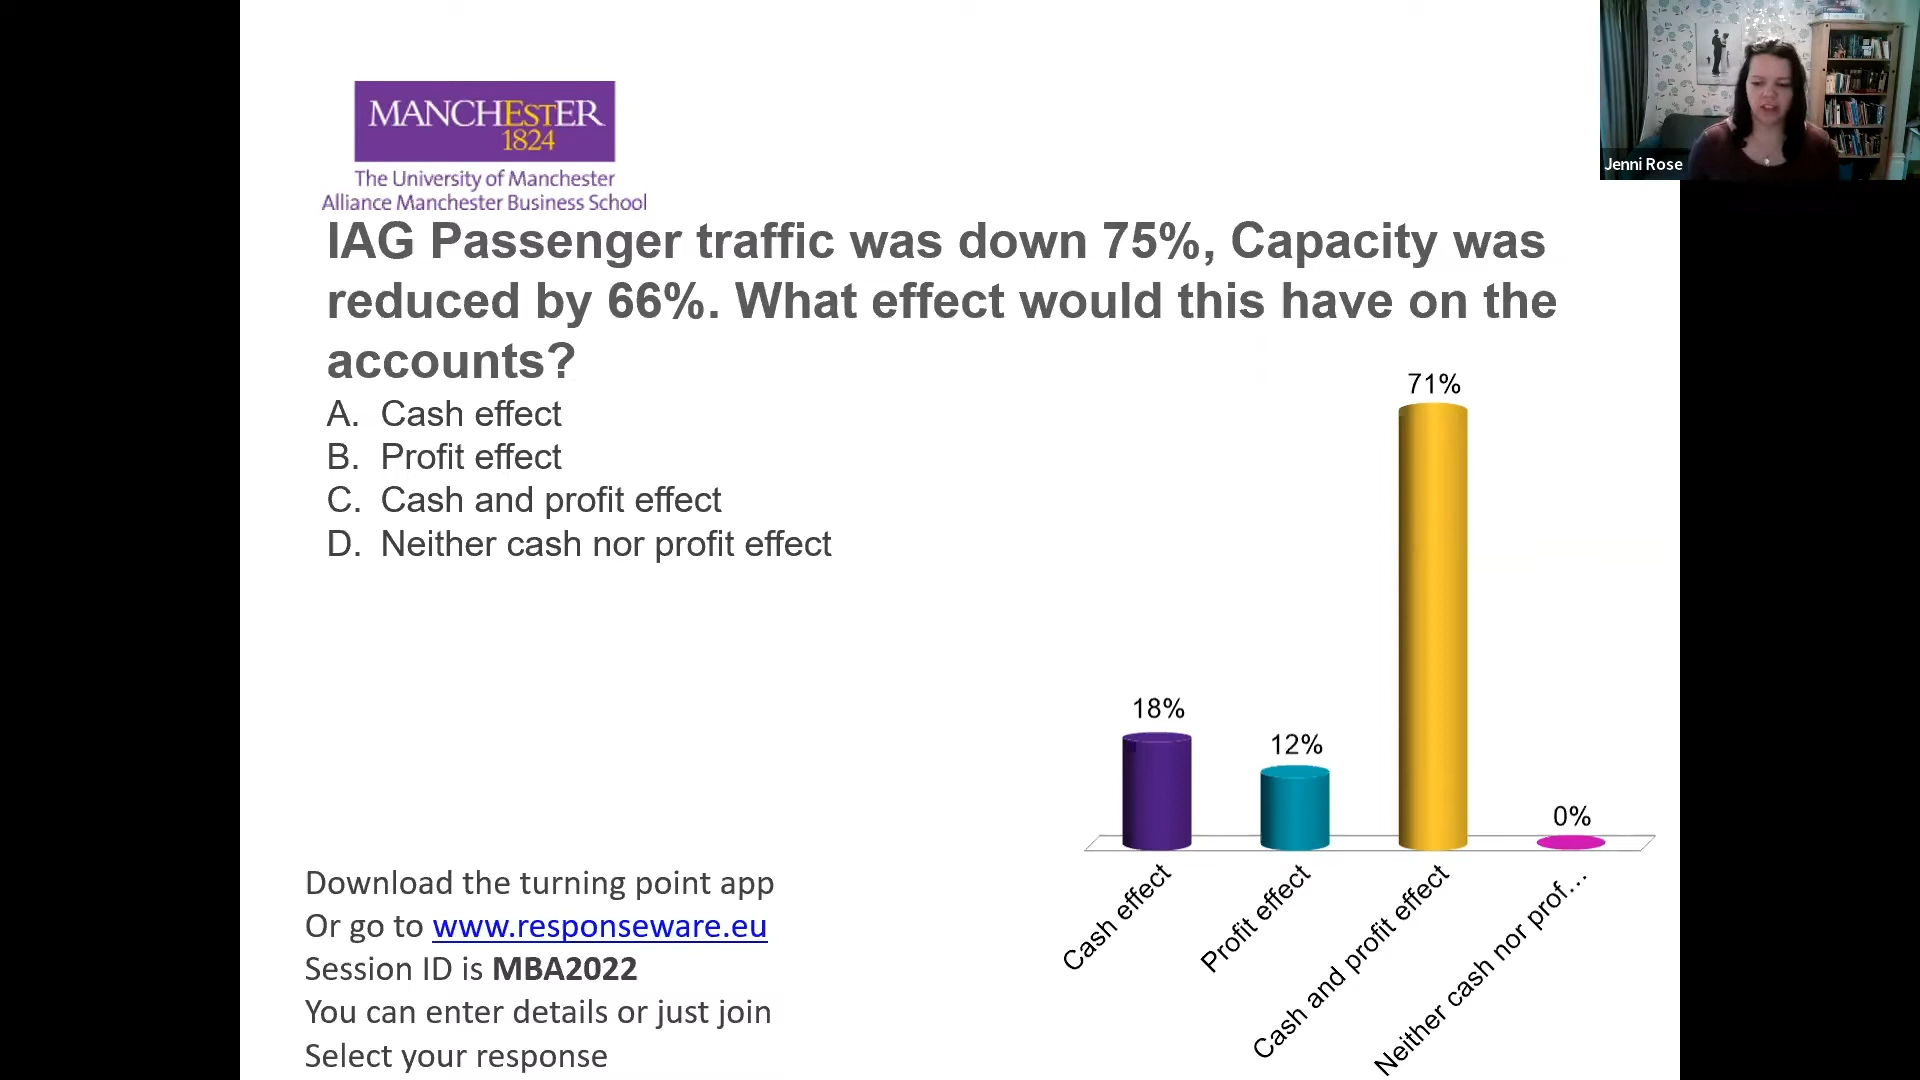 MANCHESTER
1824
The University of Manchester
Alliance Manchester Business School
Jenni Rose
IAG Passenger traffic was down 75%, Capacity was
reduced by 66%. What effect would this have on the
accounts?
A. Cash effect
B. Profit effect
C. Cash and profit effect
D. Neither cash nor profit effect
71%
18%
12%
0%
Cash effect
Profit effect
Cash and profit effect
Neither cash nor prof...
Download the turning point app
Or go to www.responseware.eu
Session ID is MBA2022
You can enter details or just join
Select your response